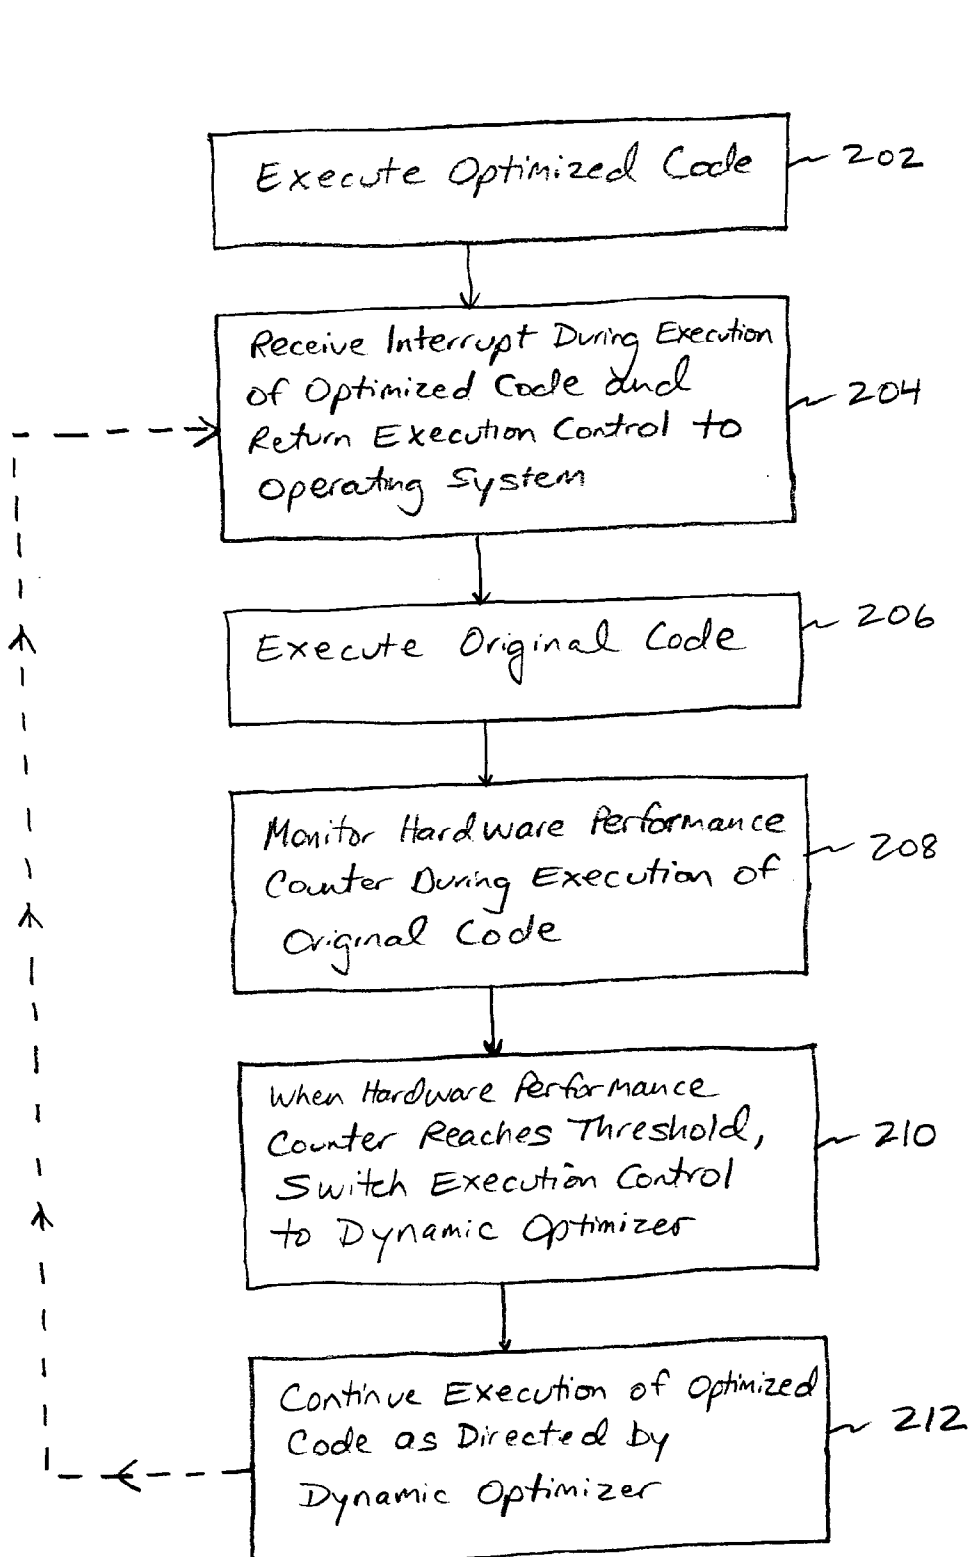 Execute Optimized Code
202
Receive Interrupt During Execution
of Optimized Code and
Return Execution Control to
Operating System
204
Execute Original Code
206
Monitor Hardware Performance
Counter During Execution of
Original Code
208
When Hardware Performance
Counter Reaches Threshold,
Switch Execution Control
to Dynamic Optimizer
210
Continue Execution of Optimized
Code as Directed by
Dynamic Optimizer
212